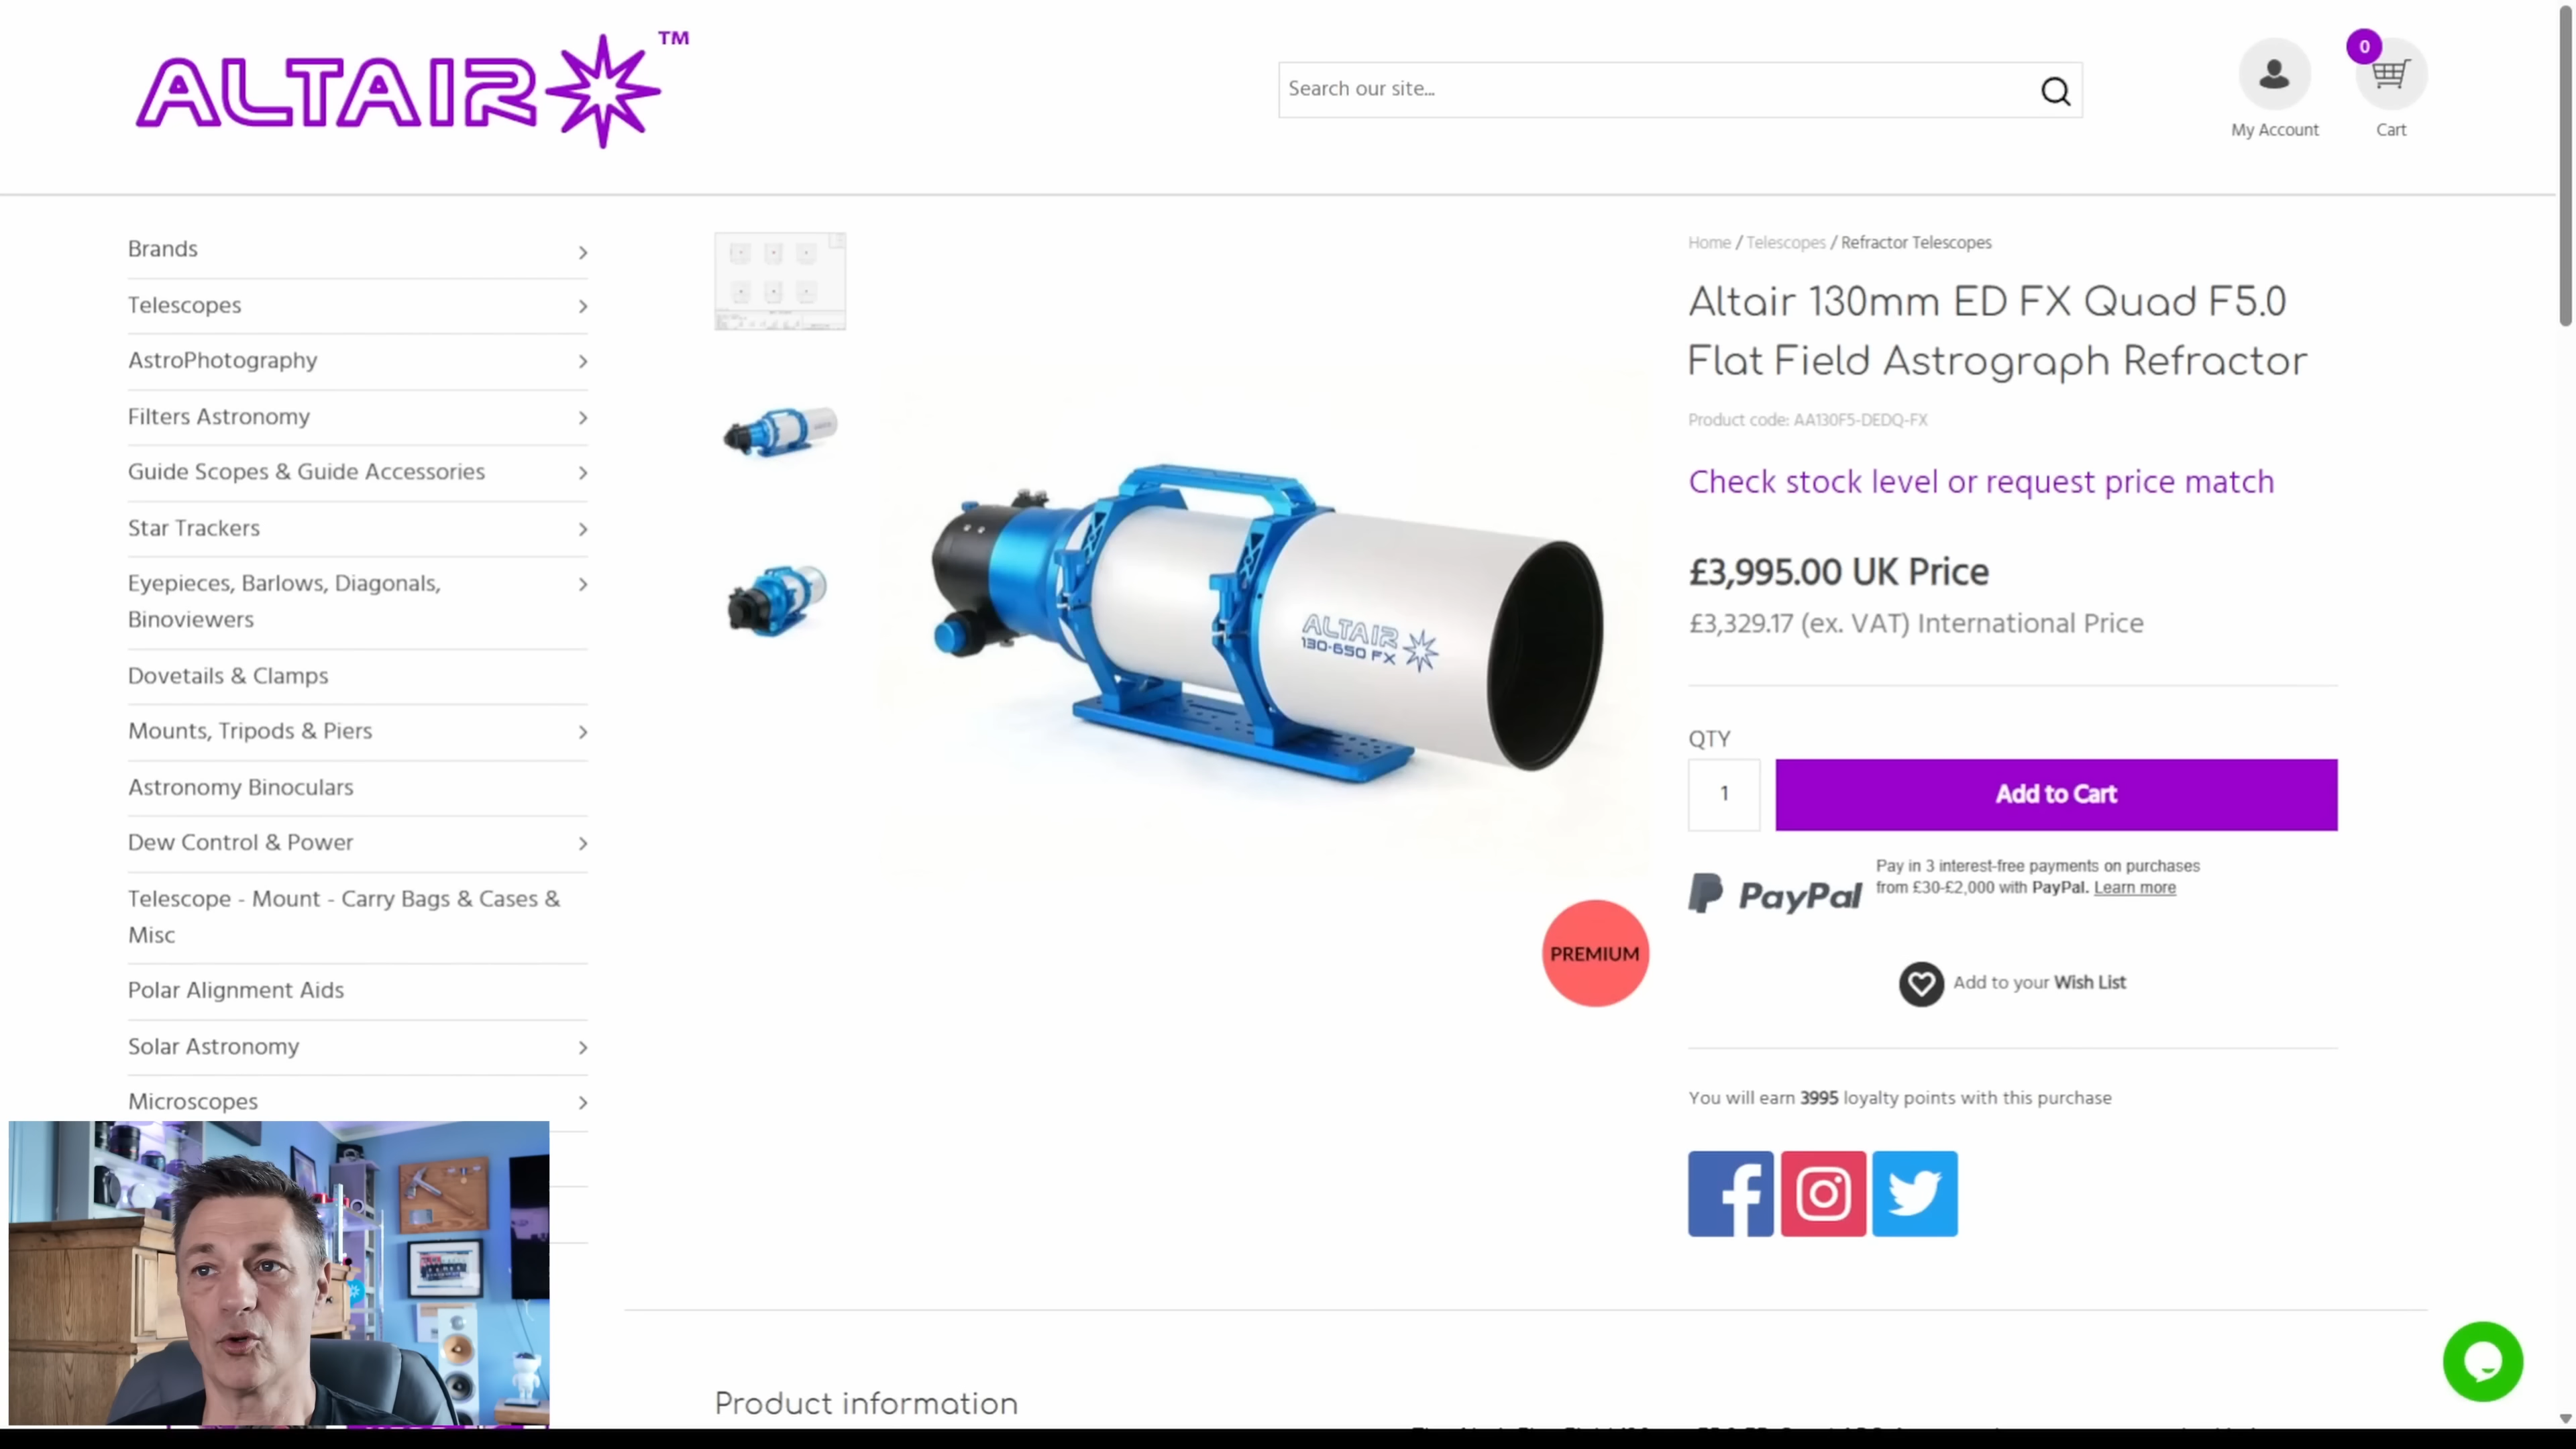 ALTAIR
TM
Search our site...
0
My Account
Cart
Brands
Telescopes
AstroPhotography
Filters Astronomy
Guide Scopes & Guide Accessories
Star Trackers
Eyepieces, Barlows, Diagonals,
Binoviewers
Dovetails & Clamps
Mounts, Tripods & Piers
Astronomy Binoculars
Dew Control & Power
Telescope - Mount - Carry Bags & Cases &
Misc
Polar Alignment Aids
Solar Astronomy
Microscopes
ALTAIR
130-650 FX
PREMIUM
Home / Telescopes / Refractor Telescopes
Altair 130mm ED FX Quad F5.0
Flat Field Astrograph Refractor
Product code: AA130F5-DEDQ-FX
Check stock level or request price match
£3,995.00 UK Price
£3,329.17 (ex. VAT) International Price
QTY
1
Add to Cart
PayPal
Pay in 3 interest-free payments on purchases
from £30-£2,000 with PayPal. Learn more
Add to your Wish List
You will earn 3995 loyalty points with this purchase
Product information